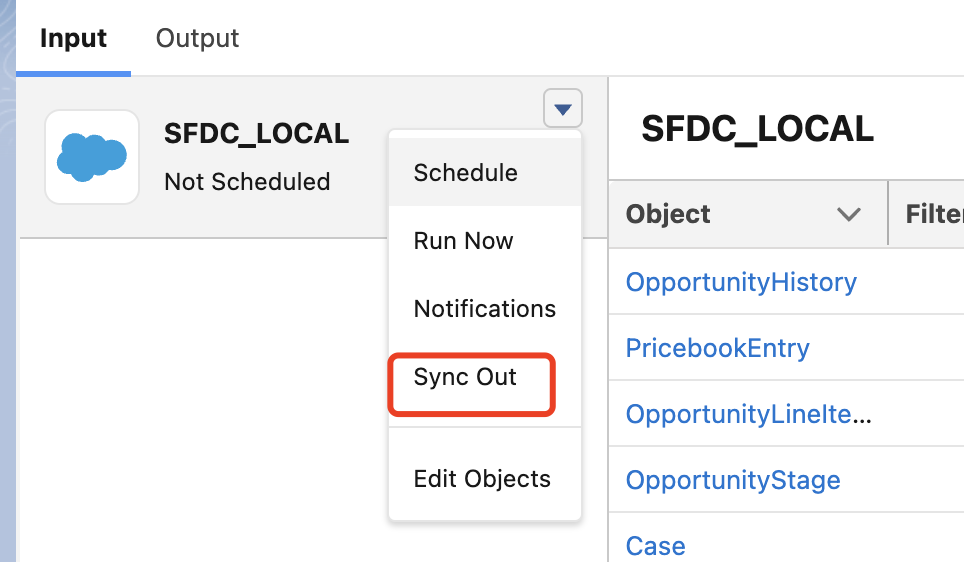 Input
Output
SFDC_LOCAL
Not Scheduled
Schedule
Run Now
Notifications
Sync Out
Edit Objects
SFDC_LOCAL
Object
Filter
OpportunityHistory
PricebookEntry
OpportunityLineIte...
OpportunityStage
Case